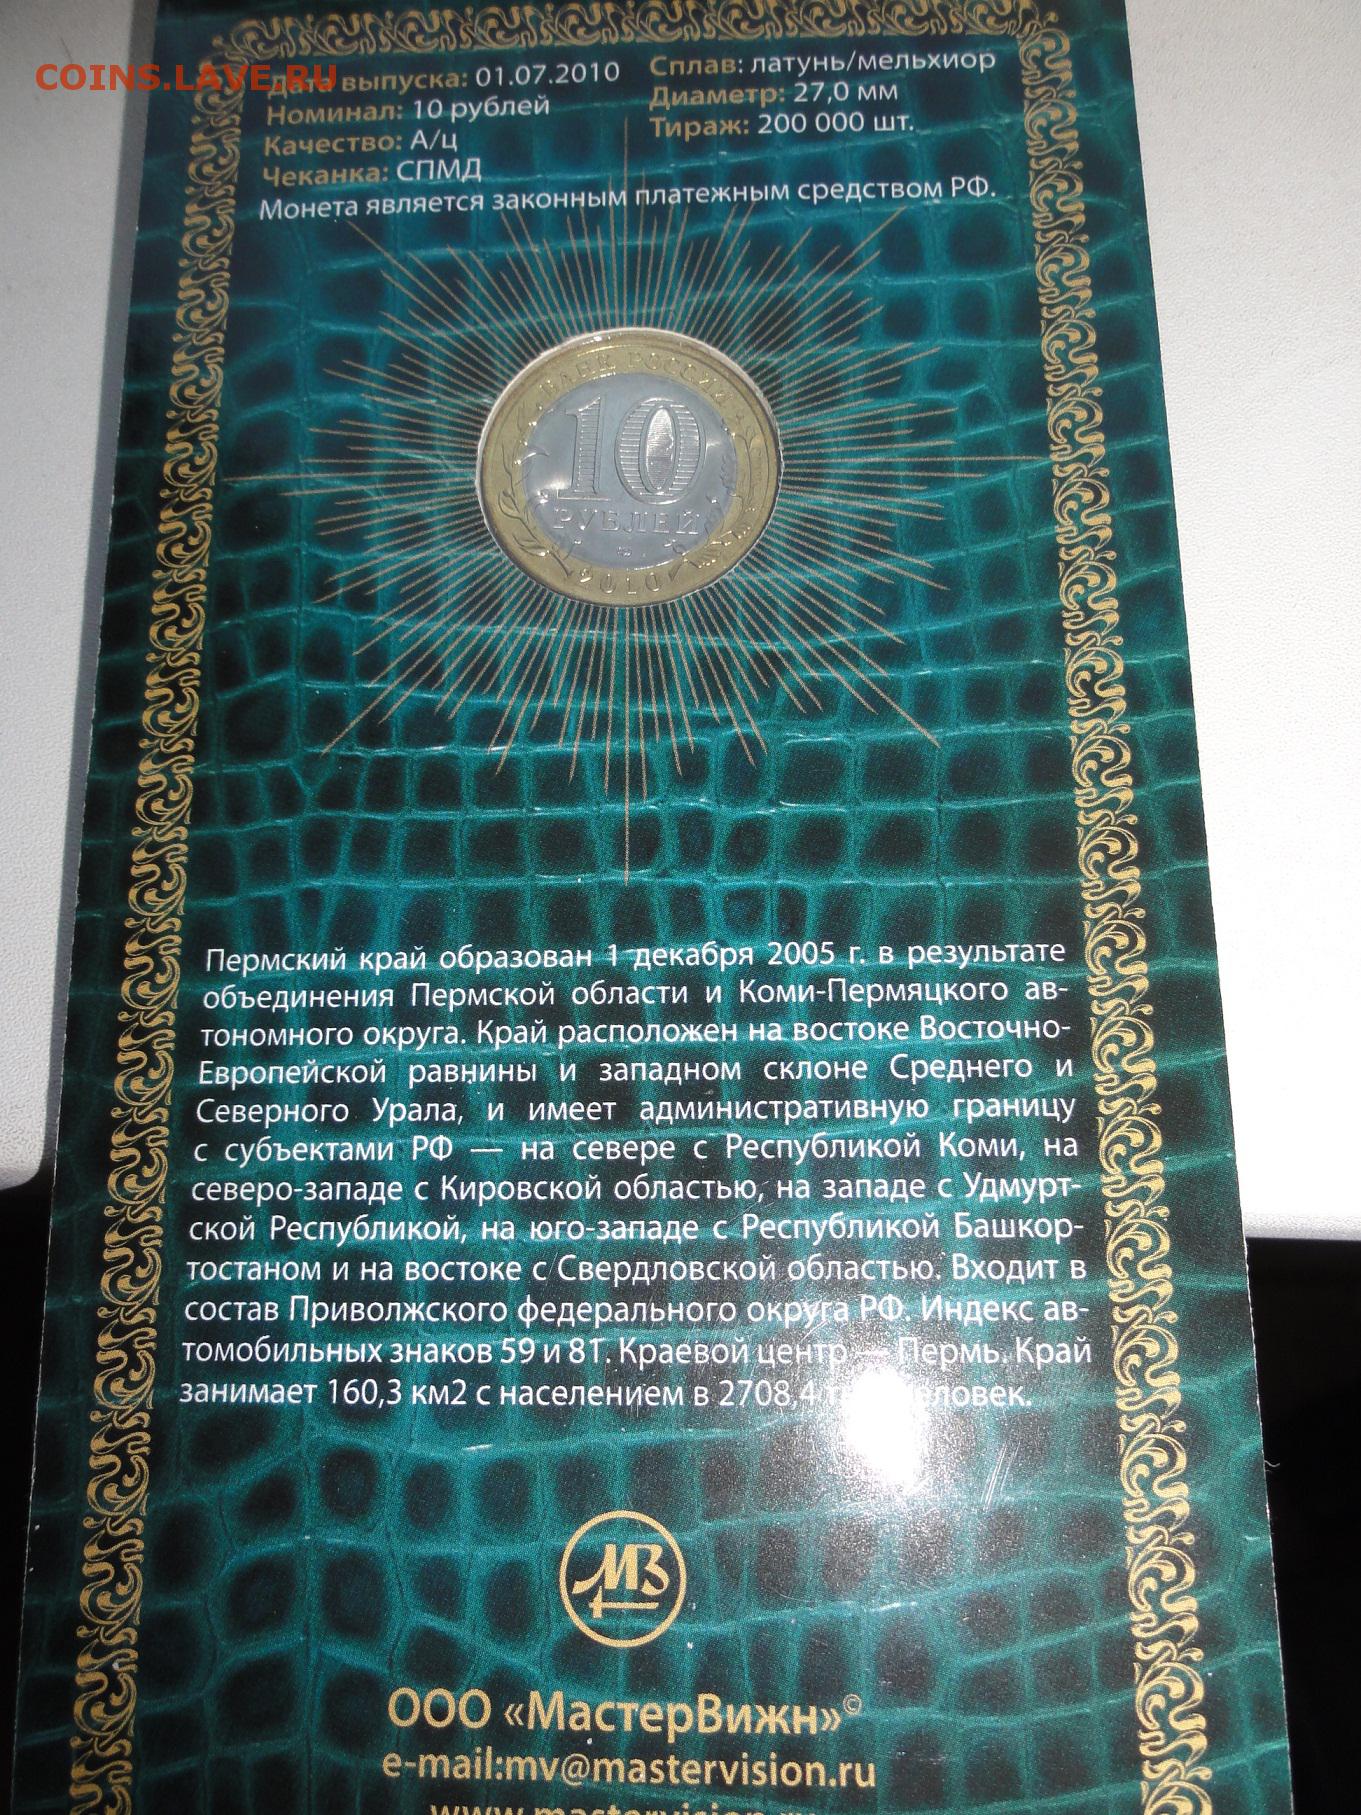 COINS.LAVE.RU
выпуска: 01.07.2010
Номинал: 10 рублей
Качество: А/ц
Чеканка: СПМД
Сплав: латунь/мельхиор
Диаметр: 27,0 мм
Тираж: 200 000 шт.
Монета является законным платежным средством РФ.
БАНК РОССИИ
10
РУБЛЕЙ
2010
Пермский край образован 1 декабря 2005 г. в результате
объединения Пермской области и Коми-Пермяцкого ав-
тономного округа. Край расположен на востоке Восточно-
Европейской равнины и западном склоне Среднего и
Северного Урала, и имеет административную границу
с субъектами РФ — на севере с Республикой Коми, на
северо-западе с Кировской областью, на западе с Удмурт-
ской Республикой, на юго-западе с Республикой Башкор-
тостаном и на востоке с Свердловской областью. Входит в
состав Приволжского федерального округа РФ. Индекс ав-
томобильных знаков 59 и 81. Краевой центр — Пермь. Край
занимает 160,3 км2 с населением в 2708,4 человек.
МВ
ООО «МастерВижн»©
e-mail:mv@mastervision.ru